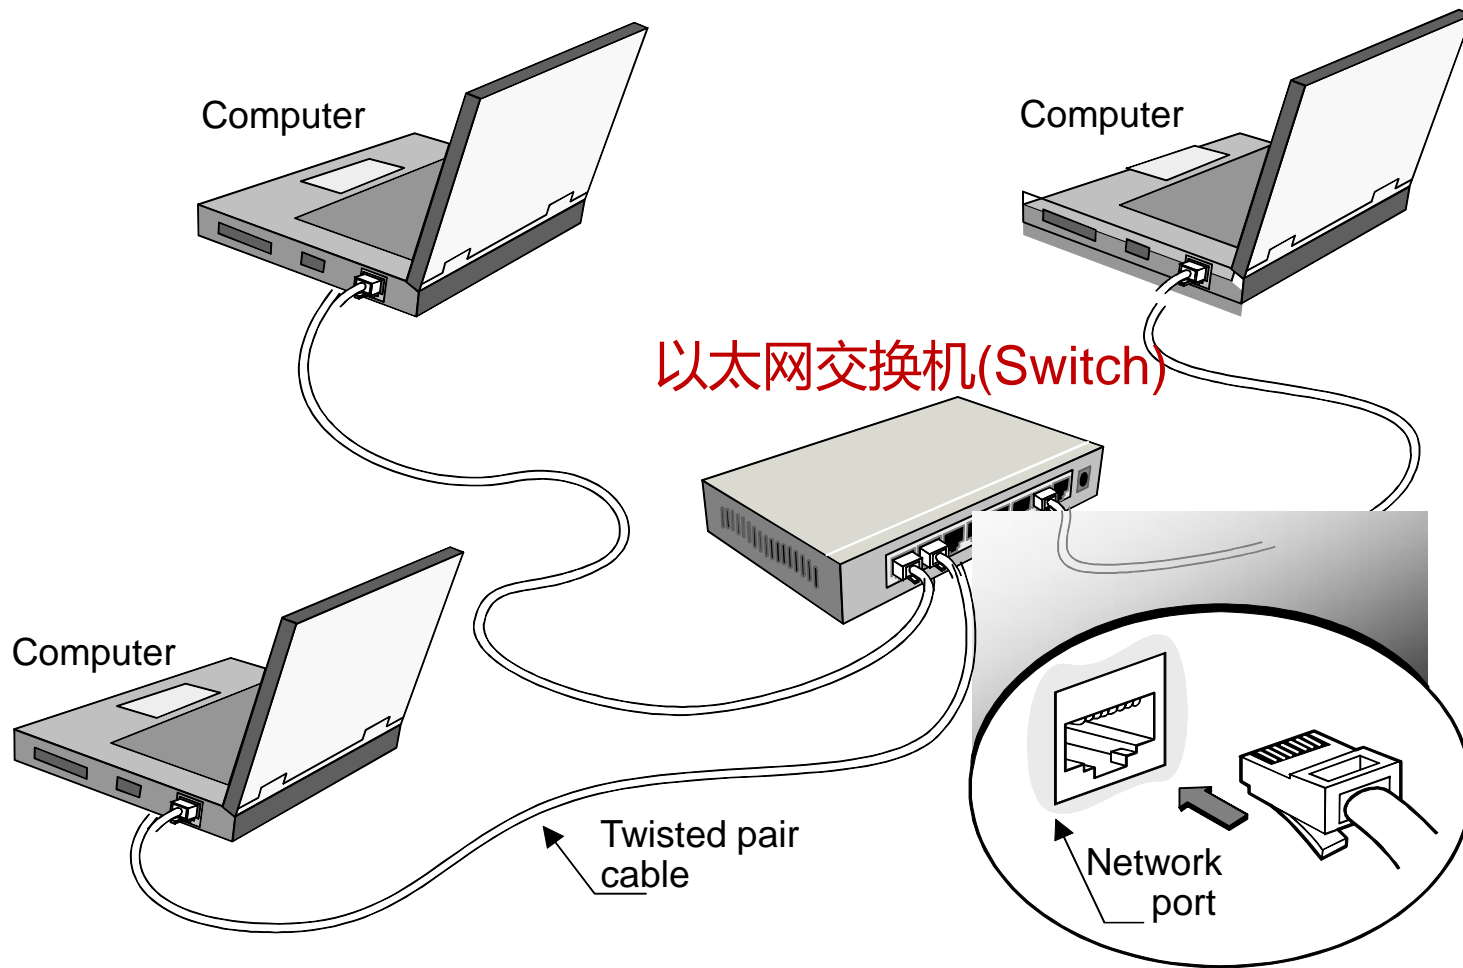 Computer
Computer
以太网交换机(Switch)
Computer
Twisted pair
cable
Network
port